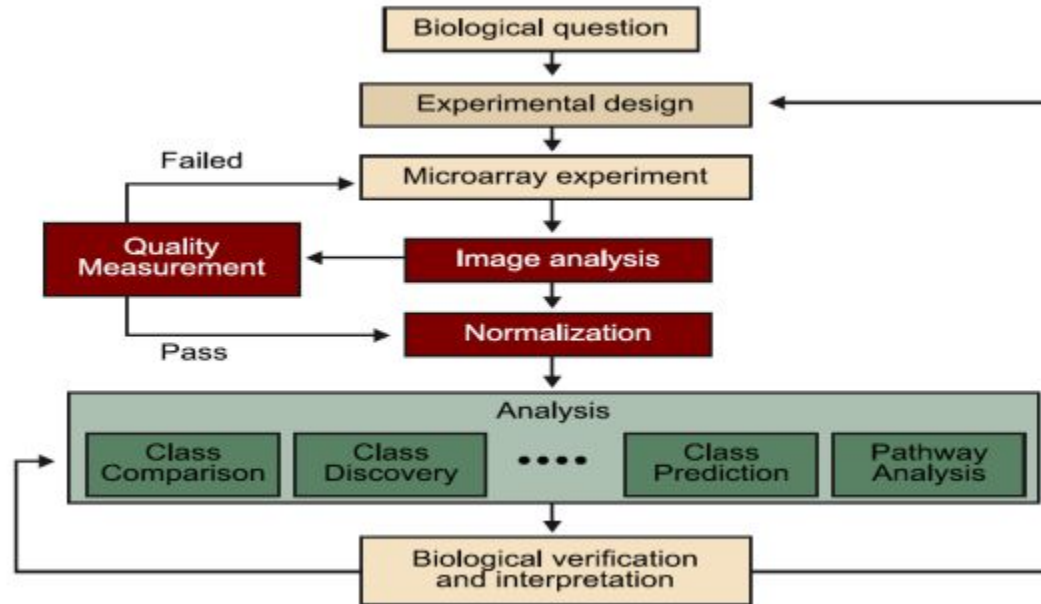 Biological question
Experimental design
Failed
Microarray experiment
Quality
Measurement
Image analysis
Normalization
Pass
Analysis
Class
Comparison
Class
Discovery
Class
Prediction
Pathway
Analysis
Biological verification
and interpretation